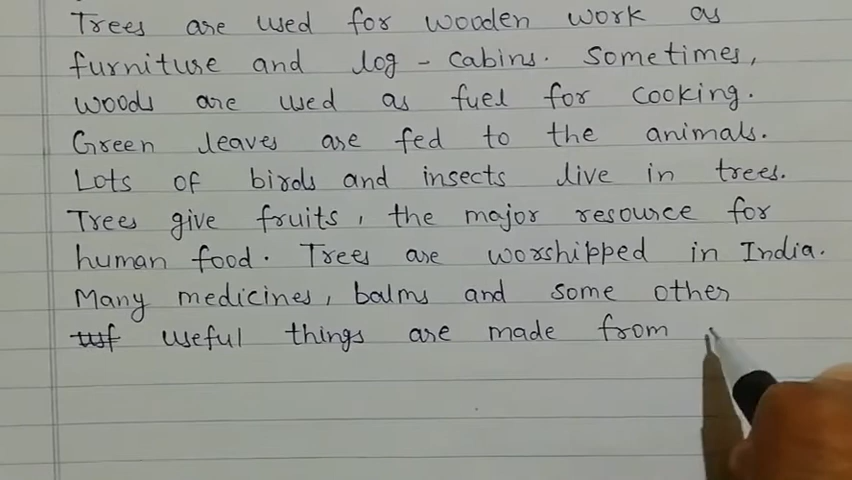 Trees are used for wooden work as
furniture and log - cabins. Sometimes,
woods are used as fuel for cooking.
Green leaves are fed to the animals.
Lots of birds and insects live in trees.
Trees give fruits, the major resource for
human food. Trees are worshipped in India.
Many medicines, balms and some other
useful things are made from